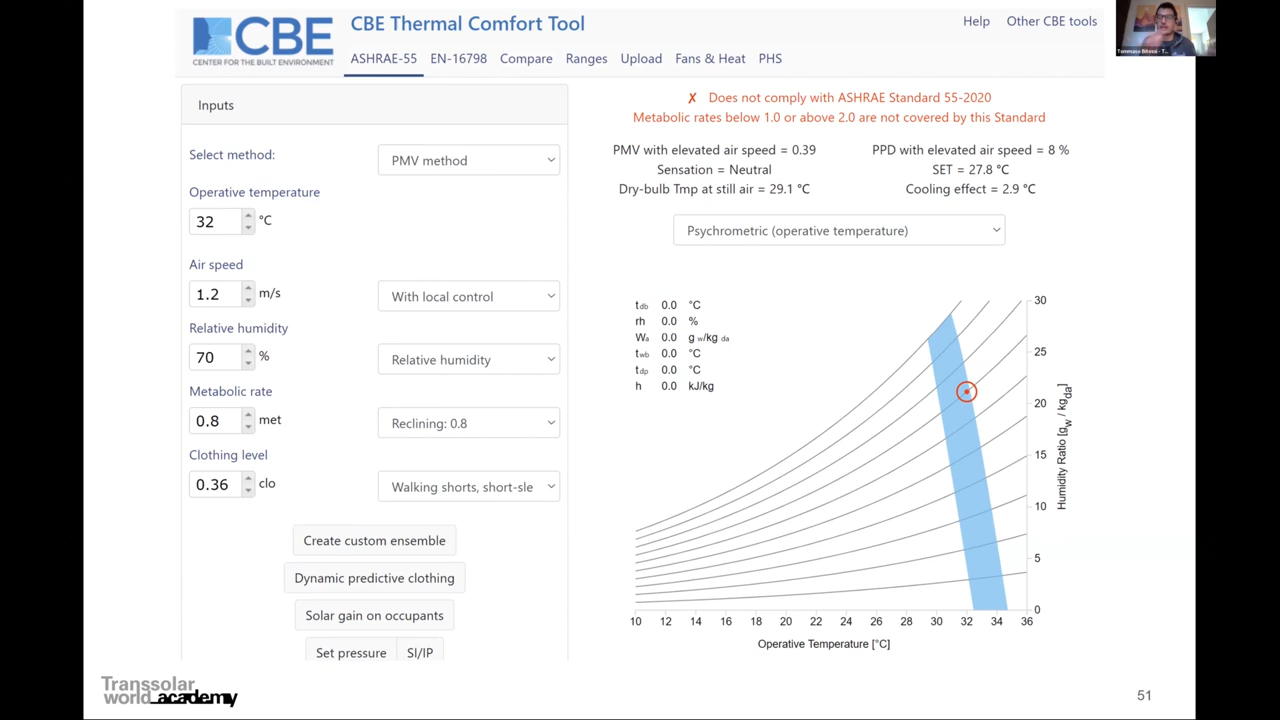 CBE
CENTER FOR THE BUILT ENVIRONMENT
CBE Thermal Comfort Tool
Help Other CBE tools
ASHRAE-55 EN-16798 Compare Ranges Upload Fans & Heat PHS
Inputs
Select method:
PMV method
Operative temperature
32 °C
Air speed
1.2 m/s
With local control
Relative humidity
70 %
Relative humidity
Metabolic rate
0.8 met
Reclining: 0.8
Clothing level
0.36 clo
Walking shorts, short-sle
Create custom ensemble
Dynamic predictive clothing
Solar gain on occupants
Set pressure SI/IP
✗ Does not comply with ASHRAE Standard 55-2020
Metabolic rates below 1.0 or above 2.0 are not covered by this Standard
PMV with elevated air speed = 0.39
PPD with elevated air speed = 8 %
Sensation = Neutral
SET = 27.8 °C
Dry-bulb Tmp at still air = 29.1 °C
Cooling effect = 2.9 °C
Psychrometric (operative temperature)
t db 0.0 °C
rh 0.0 %
Wa 0.0 g w/kg da
t wb 0.0 °C
t dp 0.0 °C
h 0.0 kJ/kg
30
25
20
15
10
5
0
Humidity Ratio [gw / kgda]
10 12 14 16 18 20 22 24 26 28 30 32 34 36
Operative Temperature [°C]
Transsolar
world academy
51
Tommaso Bitossi - T...